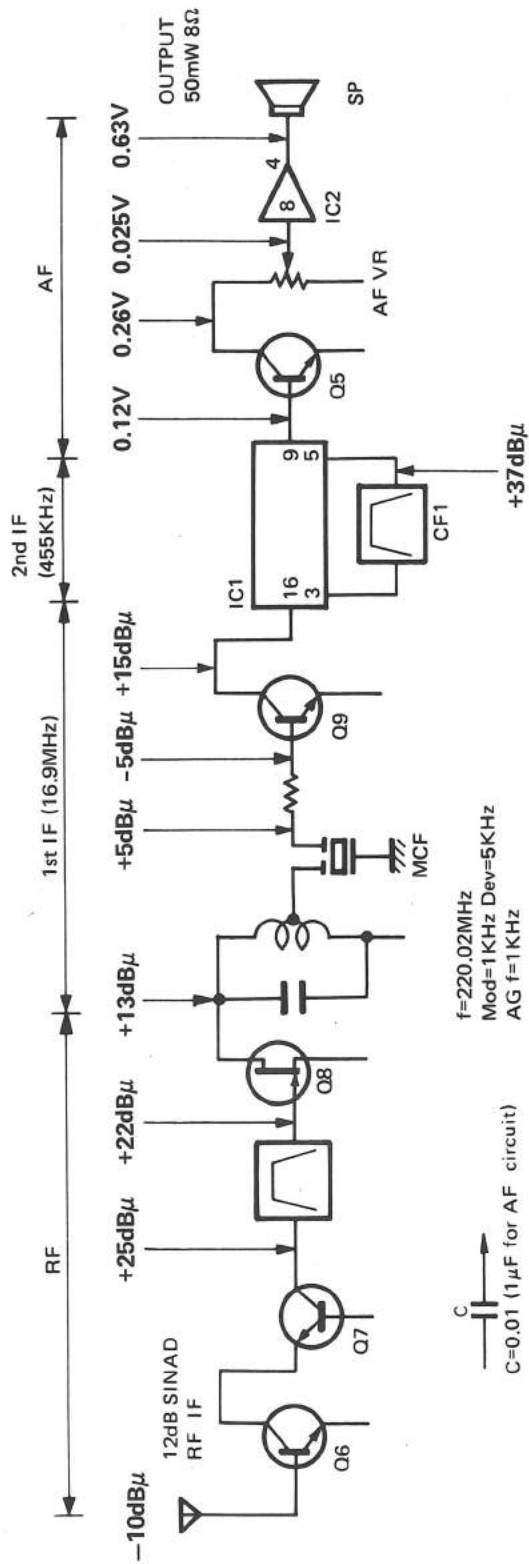 RF
1st IF (16.9MHz)
2nd IF
(455KHz)
AF
−10dBμ
12dB SINAD
RF IF
+25dBμ
+22dBμ
+13dBμ
+5dBμ
−5dBμ
+15dBμ
0.12V
0.26V
0.025V
0.63V
OUTPUT
50mW 8Ω
Q6
Q7
Q8
MCF
Q9
IC1
16
9
3
5
CF1
+37dBμ
Q5
AF VR
8
4
IC2
SP
C
C=0.01 (1μF for AF circuit)
f=220.02MHz
Mod=1KHz Dev=5KHz
AG f=1KHz